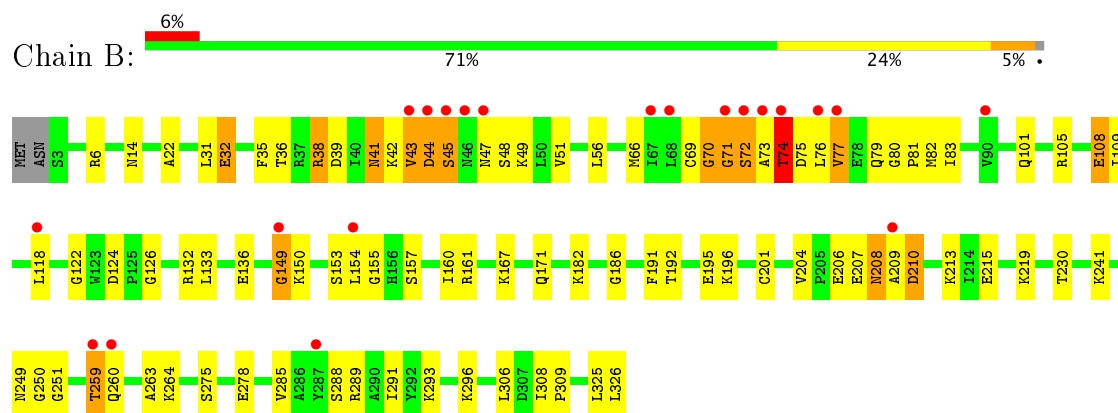 6%
Chain B:
71% 24% 5% •
MET ASN S3 R6 N14 A22 L31 E32 F35 T36 R37 R38 D39 I40 N41 K42 V43 D44 S45 N46 N47 S48 K49 L50 V51 L56 M66 I67 L68 C69 G70 G71 S72 A73 T74 D75 L76 V77 E78 Q79 G80 P81 M82 I83 V90 Q101 R105 E108 I109
L118 G122 W123 D124 P125 G126 R132 L133 E136 G149 K150 S153 L154 G155 H156 S157 I160 R161 K167 Q171 K182 G186 F191 T192 E195 K196 C201 V204 P205 E206 E207 N208 A209 D210 K213 I214 E215 K219 T230 K241
N249 G250 G251 T259 Q260 A263 K264 S275 E278 V285 A286 Y287 S288 R289 A290 I291 Y292 K293 K296 L306 D307 I308 P309 L325 L326